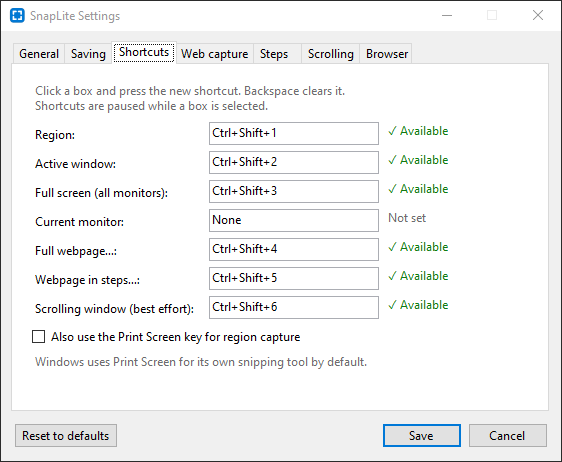 SnapLite Settings
General Saving Shortcuts Web capture Steps Scrolling Browser
Click a box and press the new shortcut. Backspace clears it.
Shortcuts are paused while a box is selected.
Region: Ctrl+Shift+1 ✓ Available
Active window: Ctrl+Shift+2 ✓ Available
Full screen (all monitors): Ctrl+Shift+3 ✓ Available
Current monitor: None Not set
Full webpage...: Ctrl+Shift+4 ✓ Available
Webpage in steps...: Ctrl+Shift+5 ✓ Available
Scrolling window (best effort): Ctrl+Shift+6 ✓ Available
Also use the Print Screen key for region capture
Windows uses Print Screen for its own snipping tool by default.
Reset to defaults Save Cancel